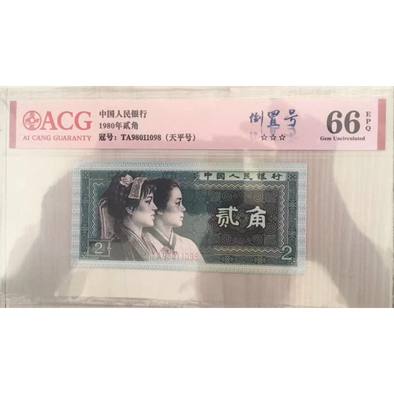 ACG
AI CANG GUARANTY
中国人民银行
1980年贰角
冠号：TA98011098（天平号）
倒置号
☆☆☆
66 EPQ
Gem Uncirculated
中国人民银行
贰角
2
2